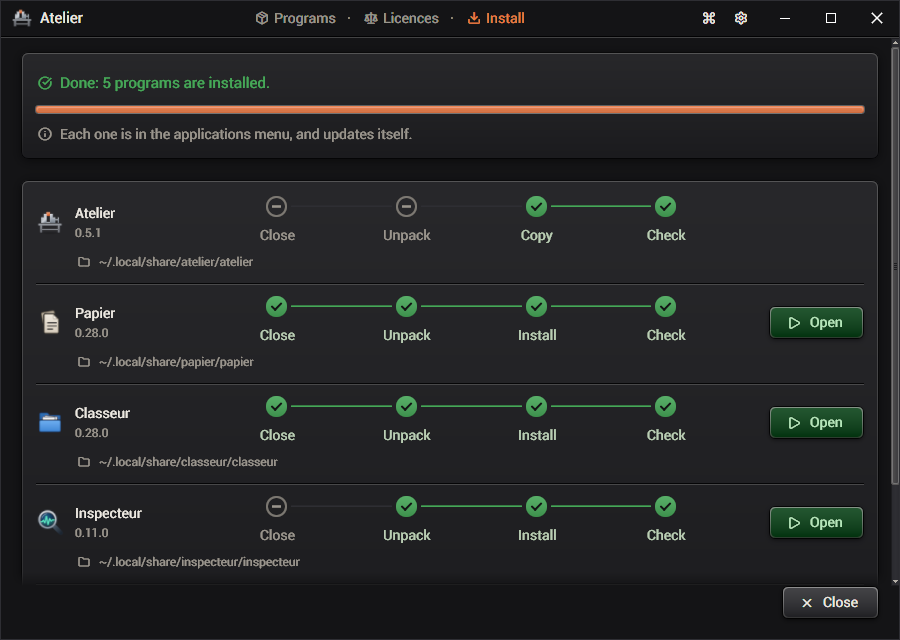 Atelier
Programs · Licences · Install
Done: 5 programs are installed.
Each one is in the applications menu, and updates itself.
Atelier
0.5.1
Close Unpack Copy Check
~/.local/share/atelier/atelier
Papier
0.28.0
Close Unpack Install Check
Open
~/.local/share/papier/papier
Classeur
0.28.0
Close Unpack Install Check
Open
~/.local/share/classeur/classeur
Inspecteur
0.11.0
Close Unpack Install Check
Open
~/.local/share/inspecteur/inspecteur
Close